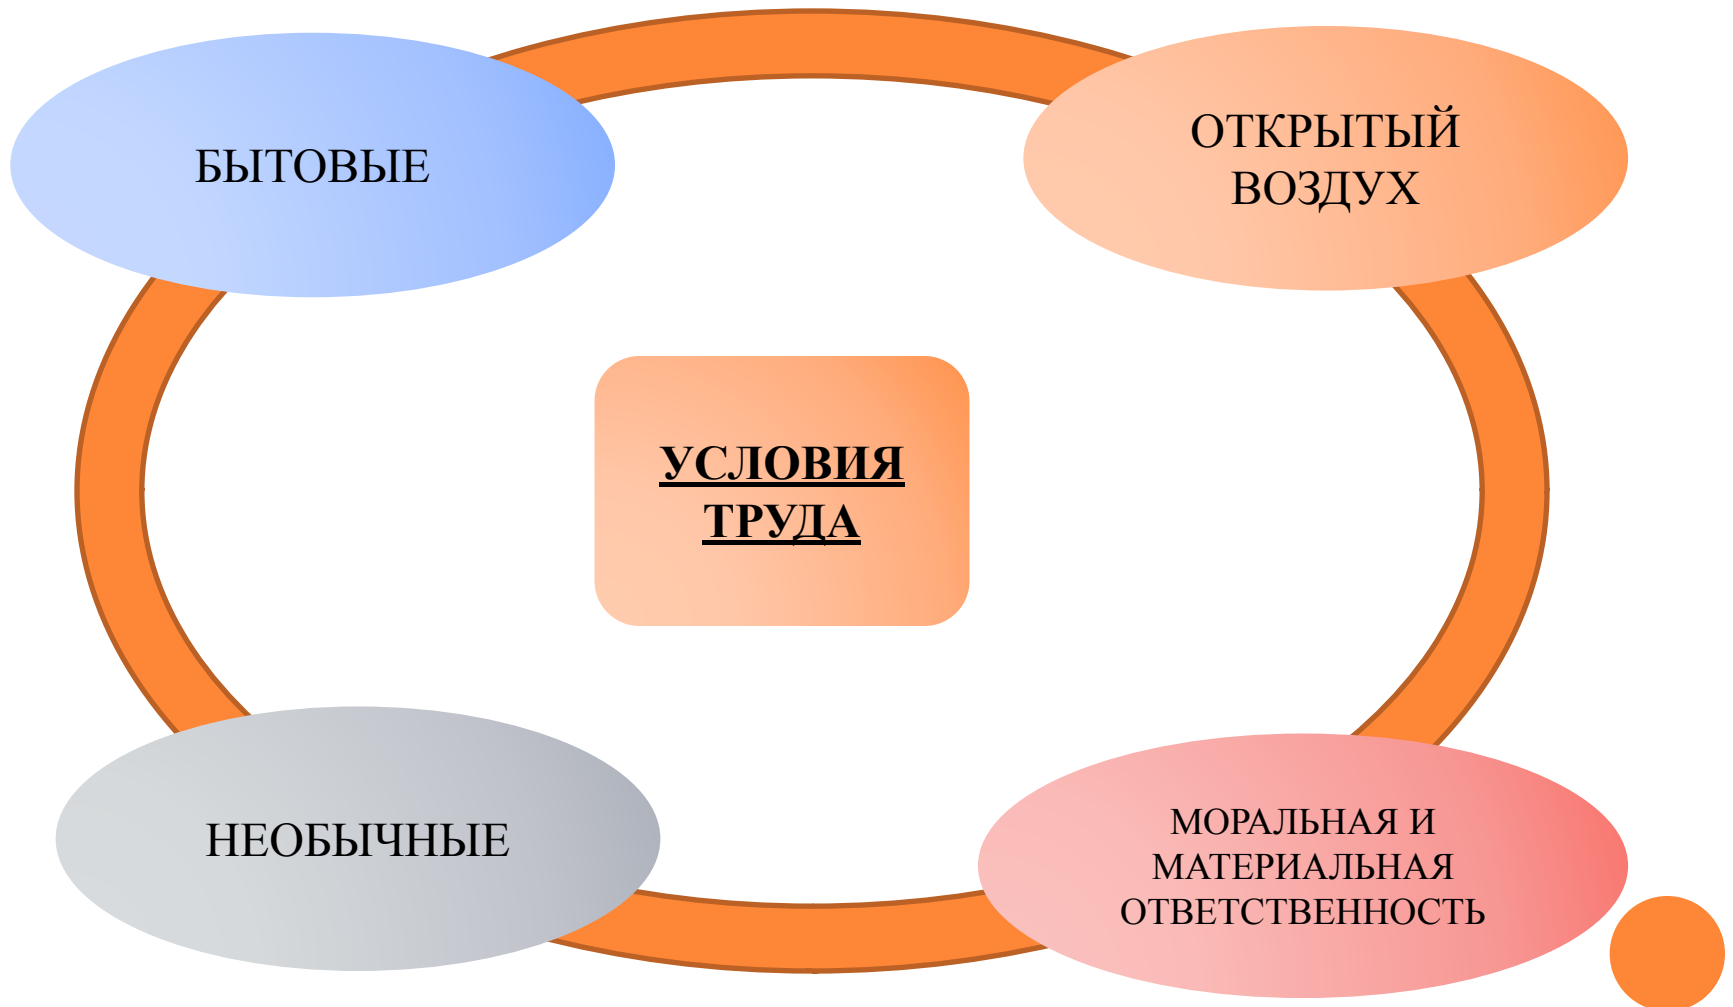 БЫТОВЫЕ
ОТКРЫТЫЙ
ВОЗДУХ
УСЛОВИЯ
ТРУДА
НЕОБЫЧНЫЕ
МОРАЛЬНАЯ И
МАТЕРИАЛЬНАЯ
ОТВЕТСТВЕННОСТЬ